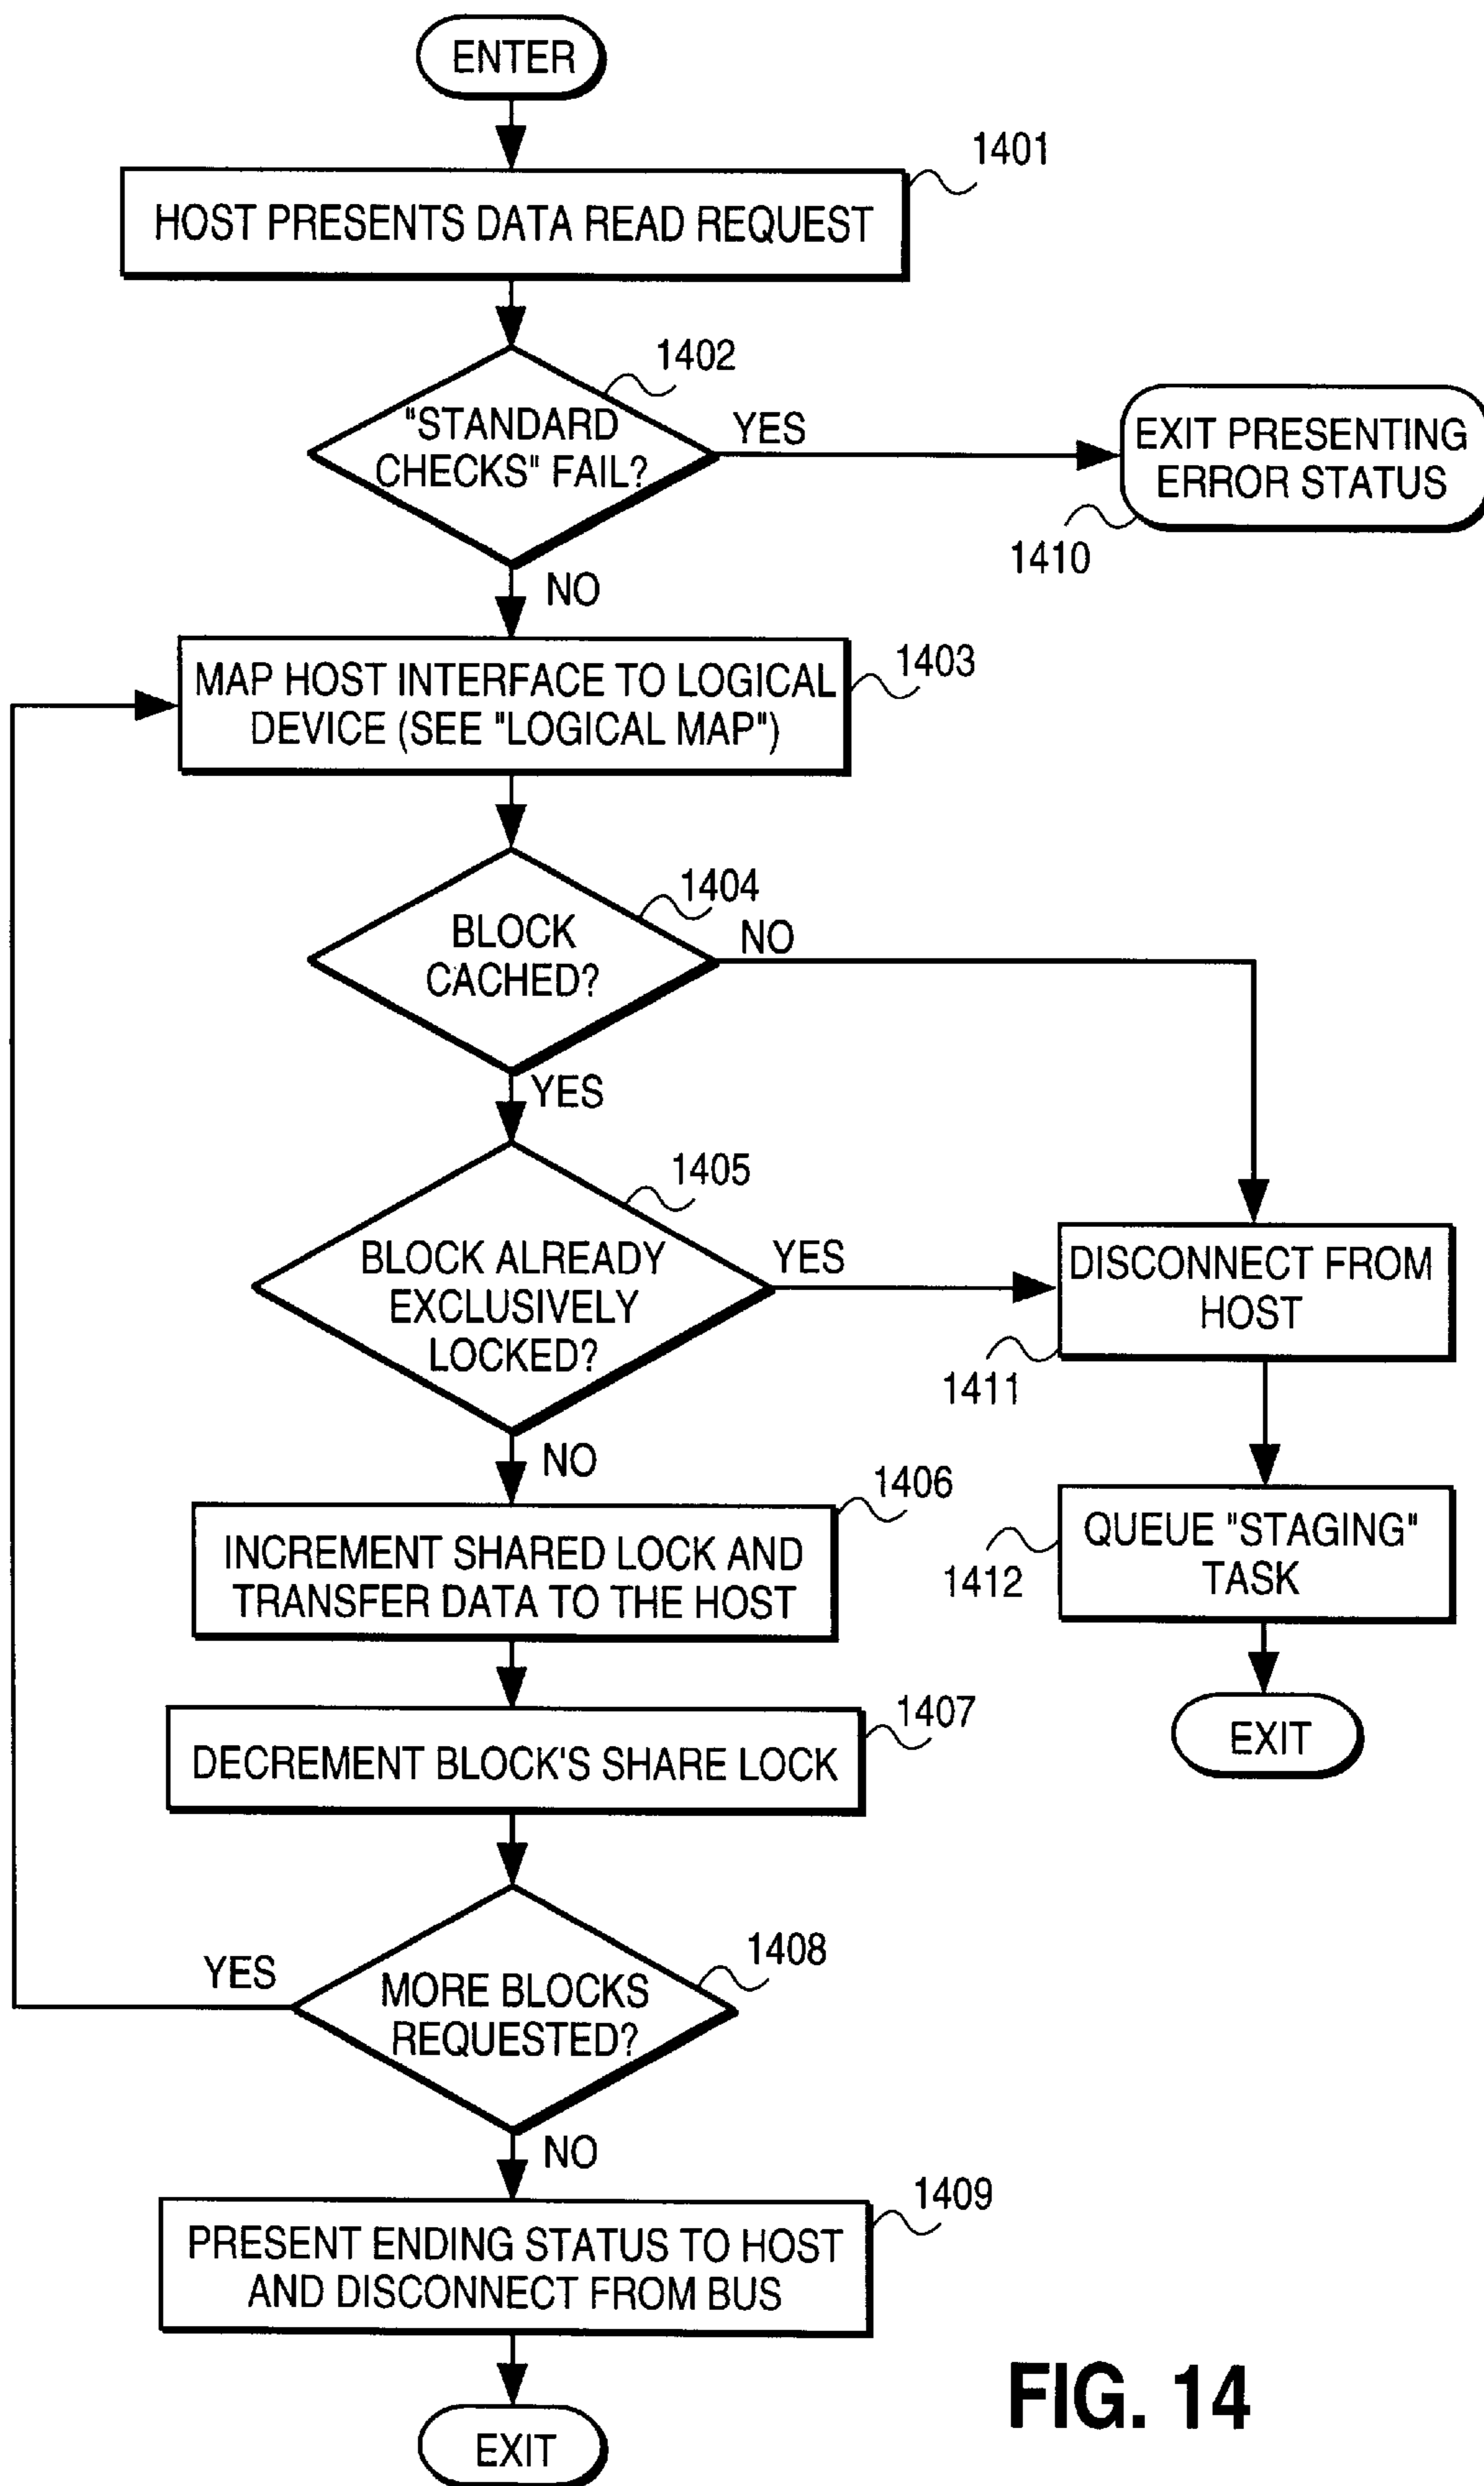 ENTER
1401
HOST PRESENTS DATA READ REQUEST
1402
"STANDARD
CHECKS" FAIL?
YES
EXIT PRESENTING
ERROR STATUS
1410
NO
1403
MAP HOST INTERFACE TO LOGICAL
DEVICE (SEE "LOGICAL MAP")
1404
BLOCK
CACHED?
NO
YES
1405
BLOCK ALREADY
EXCLUSIVELY
LOCKED?
YES
DISCONNECT FROM
HOST
1411
NO
1406
INCREMENT SHARED LOCK AND
TRANSFER DATA TO THE HOST
QUEUE "STAGING"
TASK
1412
1407
DECREMENT BLOCK'S SHARE LOCK
EXIT
1408
YES
MORE BLOCKS
REQUESTED?
NO
1409
PRESENT ENDING STATUS TO HOST
AND DISCONNECT FROM BUS
EXIT
FIG. 14